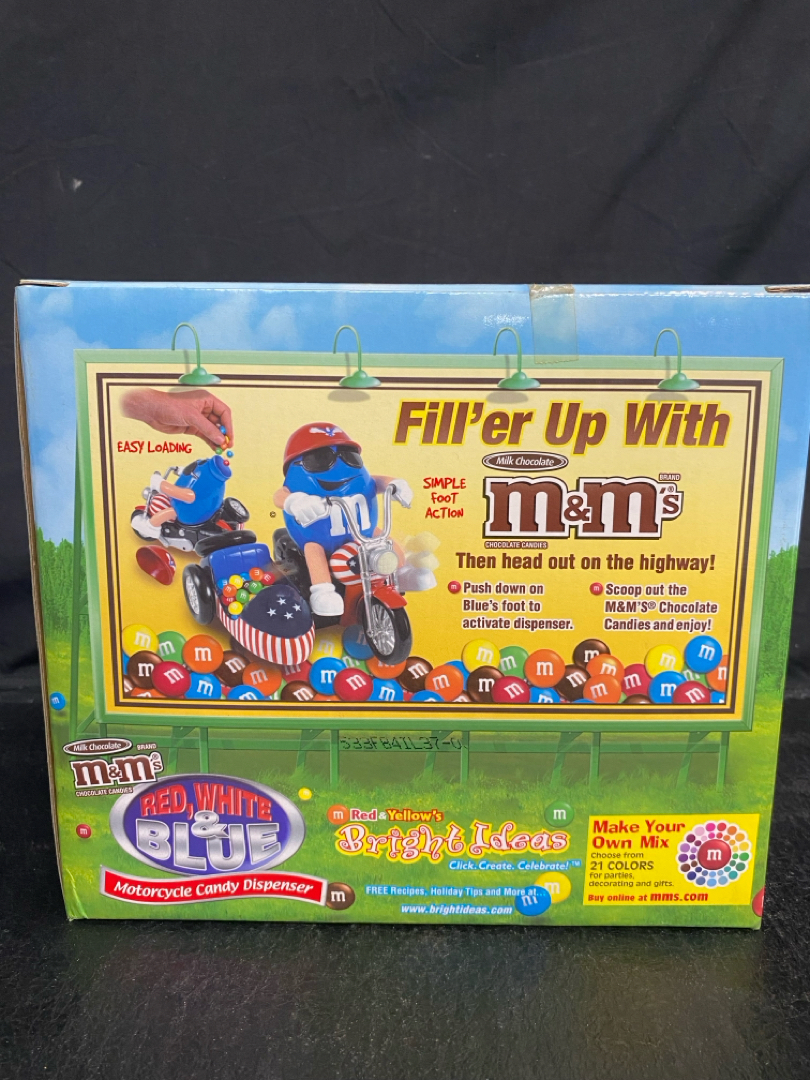 EASY LOADING
Fill'er Up With
Milk Chocolate
BRAND
m&m's®
CHOCOLATE CANDIES
SIMPLE
FOOT
ACTION
Then head out on the highway!
Push down on
Blue's foot to
activate dispenser.
Scoop out the
M&M'S® Chocolate
Candies and enjoy!
Milk Chocolate BRAND
m&m's
CHOCOLATE CANDIES
RED, WHITE
&
BLUE
Motorcycle Candy Dispenser
Red & Yellow's
Bright Ideas
Click. Create. Celebrate!™
FREE Recipes, Holiday Tips and More at...
www.brightideas.com
Make Your
Own Mix
Choose from
21 COLORS
for parties,
decorating and gifts.
Buy online at mms.com